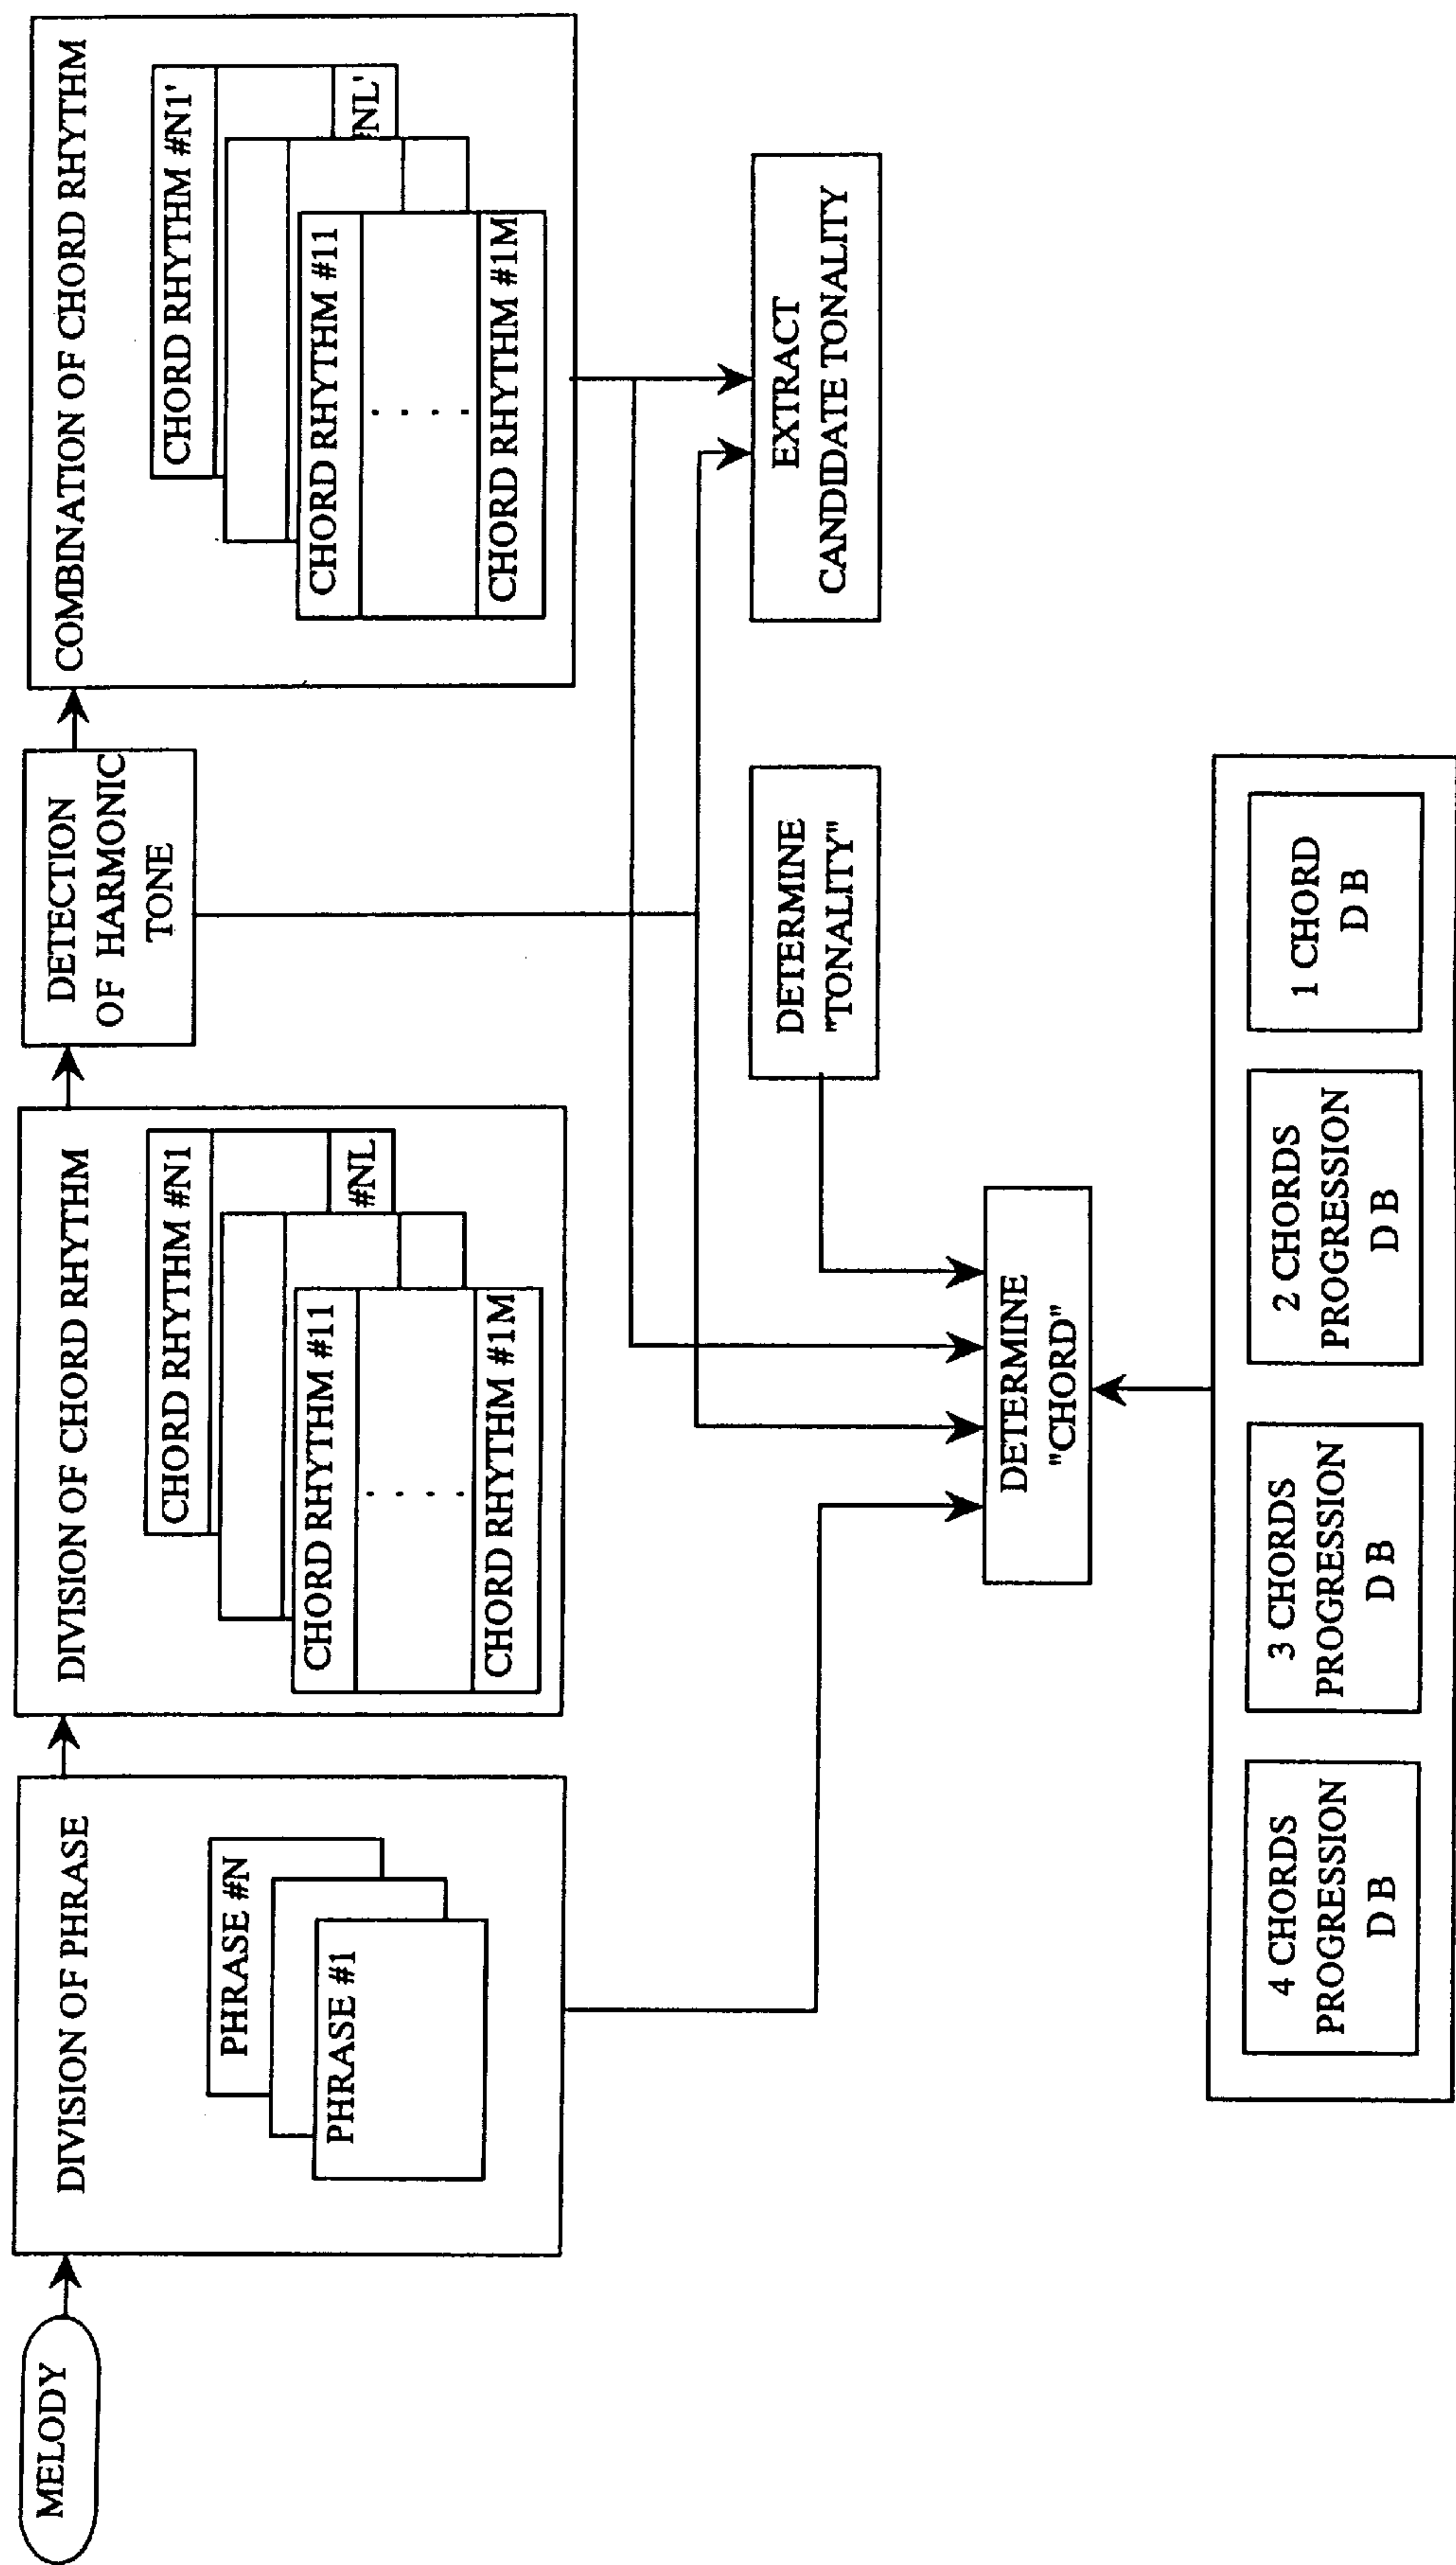 MELODY
DIVISION OF PHRASE
PHRASE #N
PHRASE #1
DIVISION OF CHORD RHYTHM
CHORD RHYTHM #N1
#NL
CHORD RHYTHM #11
. . . .
CHORD RHYTHM #1M
DETECTION
OF HARMONIC
TONE
COMBINATION OF CHORD RHYTHM
CHORD RHYTHM #N1'
#NL'
CHORD RHYTHM #11
. . . .
CHORD RHYTHM #1M
DETERMINE
"TONALITY"
EXTRACT
CANDIDATE TONALITY
DETERMINE
"CHORD"
4 CHORDS
PROGRESSION
D B
3 CHORDS
PROGRESSION
D B
2 CHORDS
PROGRESSION
D B
1 CHORD
D B